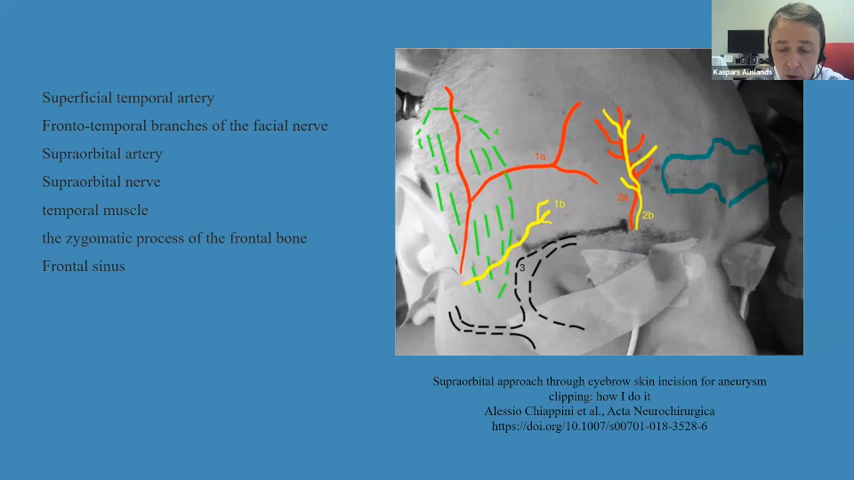 Kaspars Auslands
Superficial temporal artery
Fronto-temporal branches of the facial nerve
Supraorbital artery
Supraorbital nerve
temporal muscle
the zygomatic process of the frontal bone
Frontal sinus
4
1a
1b
2a
2b
3
Supraorbital approach through eyebrow skin incision for aneurysm
clipping: how I do it
Alessio Chiappini et al., Acta Neurochirurgica
https://doi.org/10.1007/s00701-018-3528-6